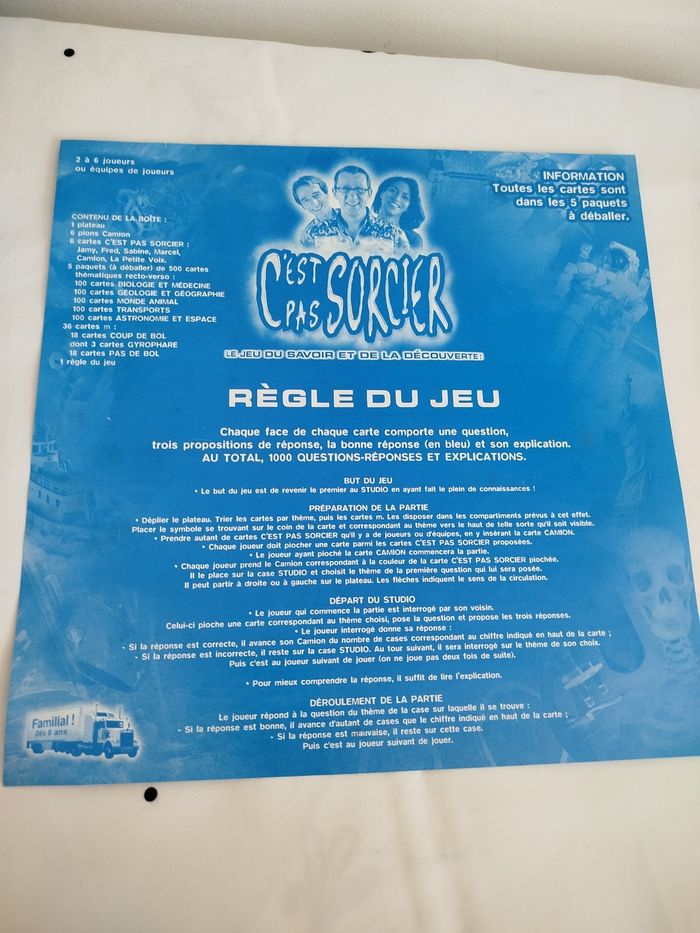 2 à 6 joueurs
ou équipes de joueurs
INFORMATION
Toutes les cartes sont
dans les 5 paquets
à déballer.
CONTENU DE LA BOÎTE :
1 plateau
6 pions Camion
6 cartes C'EST PAS SORCIER :
Jamy, Fred, Sabine, Marcel,
Camion, La Petite Voix.
5 paquets (à déballer) de 500 cartes
thématiques recto-verso :
100 cartes BIOLOGIE ET MÉDECINE
100 cartes GÉOLOGIE ET GÉOGRAPHIE
100 cartes MONDE ANIMAL
100 cartes TRANSPORTS
100 cartes ASTRONOMIE ET ESPACE
36 cartes m :
18 cartes COUP DE BOL
dont 3 cartes GYROPHARE
18 cartes PAS DE BOL
1 règle du jeu
C'EST PAS SORCIER
LE JEU DU SAVOIR ET DE LA DÉCOUVERTE !
RÈGLE DU JEU
Chaque face de chaque carte comporte une question,
trois propositions de réponse, la bonne réponse (en bleu) et son explication.
AU TOTAL, 1000 QUESTIONS-RÉPONSES ET EXPLICATIONS.
BUT DU JEU
• Le but du jeu est de revenir le premier au STUDIO en ayant fait le plein de connaissances !
PRÉPARATION DE LA PARTIE
• Déplier le plateau. Trier les cartes par thème, puis les cartes m. Les disposer dans les compartiments prévus à cet effet.
Placer le symbole se trouvant sur le coin de la carte et correspondant au thème vers le haut de telle sorte qu'il soit visible.
• Prendre autant de cartes C'EST PAS SORCIER qu'il y a de joueurs ou d'équipes, en y insérant la carte CAMION.
• Chaque joueur doit piocher une carte parmi les cartes C'EST PAS SORCIER proposées.
• Le joueur ayant pioché la carte CAMION commencera la partie.
• Chaque joueur prend le Camion correspondant à la couleur de la carte C'EST PAS SORCIER piochée.
Il le place sur la case STUDIO et choisit le thème de la première question qui lui sera posée.
Il peut partir à droite ou à gauche sur le plateau. Les flèches indiquent le sens de la circulation.
DÉPART DU STUDIO
• Le joueur qui commence la partie est interrogé par son voisin.
Celui-ci pioche une carte correspondant au thème choisi, pose la question et propose les trois réponses.
• Le joueur interrogé donne sa réponse :
- Si la réponse est correcte, il avance son Camion du nombre de cases correspondant au chiffre indiqué en haut de la carte ;
- Si la réponse est incorrecte, il reste sur la case STUDIO. Au tour suivant, il sera interrogé sur le thème de son choix.
Puis c'est au joueur suivant de jouer (on ne joue pas deux fois de suite).
• Pour mieux comprendre la réponse, il suffit de lire l'explication.
DÉROULEMENT DE LA PARTIE
Le joueur répond à la question du thème de la case sur laquelle il se trouve :
- Si la réponse est bonne, il avance d'autant de cases que le chiffre indiqué en haut de la carte ;
- Si la réponse est mauvaise, il reste sur cette case.
Puis c'est au joueur suivant de jouer.
Familial !
Dès 8 ans